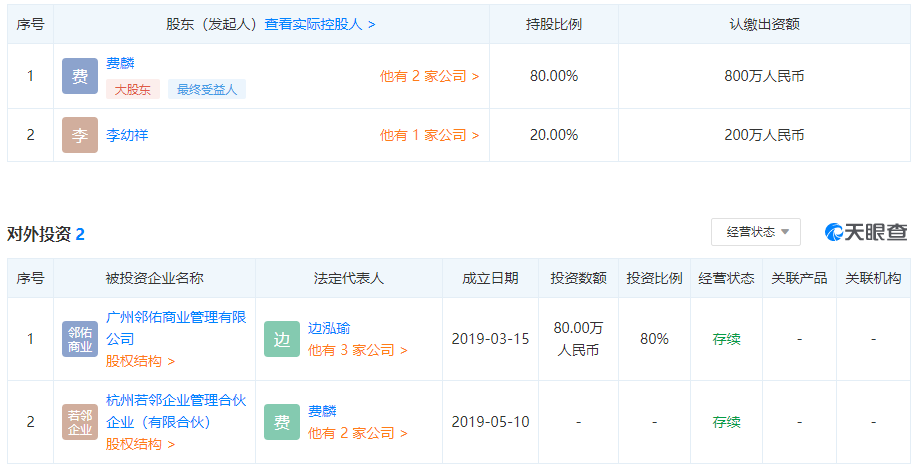 序号 股东（发起人）查看实际控股人 > 持股比例 认缴出资额
1 费 费麟 大股东 最终受益人 他有 2 家公司 > 80.00% 800万人民币
2 李 李幼祥 他有 1 家公司 > 20.00% 200万人民币
对外投资 2 经营状态 天眼查
序号 被投资企业名称 法定代表人 成立日期 投资数额 投资比例 经营状态 关联产品 关联机构
1 邻佑商业 广州邻佑商业管理有限公司 股权结构 > 边 边泓瑜 他有 3 家公司 > 2019-03-15 80.00万人民币 80% 存续 - -
2 若邻企业 杭州若邻企业管理合伙企业（有限合伙） 股权结构 > 费 费麟 他有 2 家公司 > 2019-05-10 - - 存续 - -